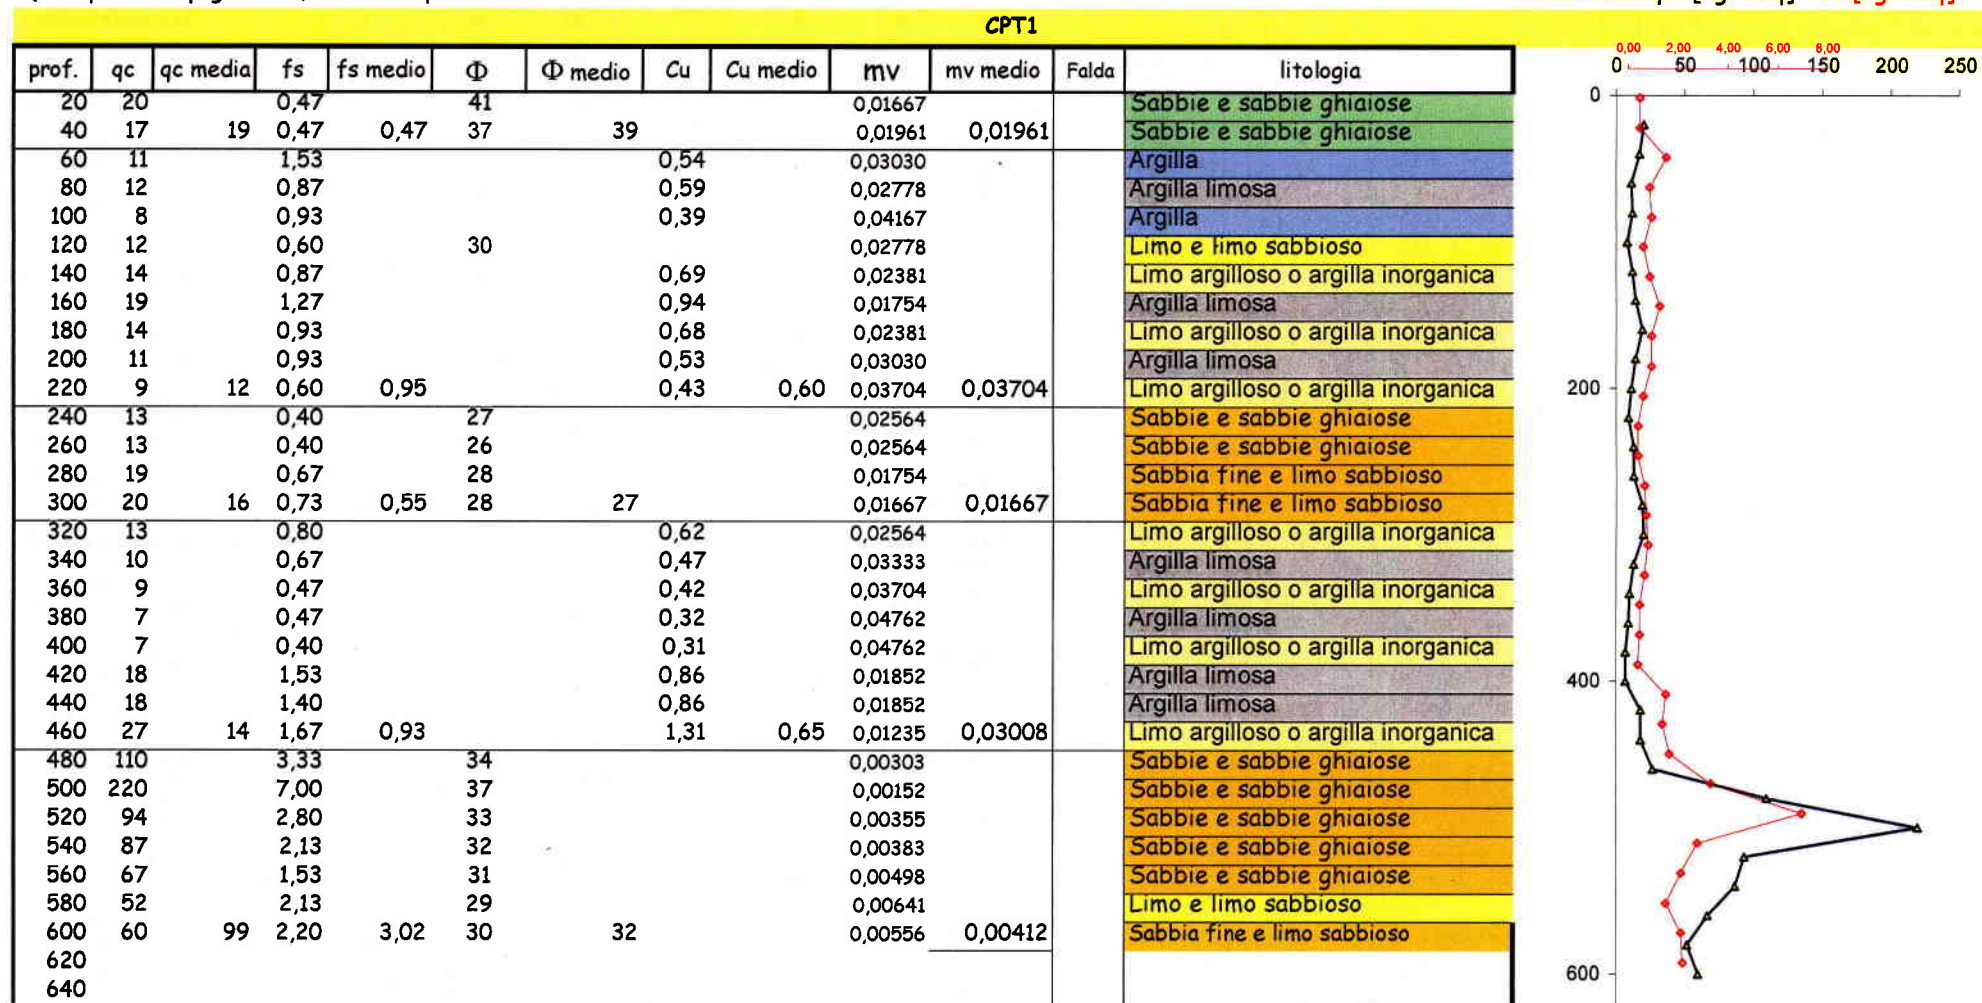 CPT1
prof. qc qc media fs fs medio Φ Φ medio Cu Cu medio mv mv medio Falda litologia
20 20 0,47 41 0,01667 Sabbie e sabbie ghiaiose
40 17 19 0,47 0,47 37 39 0,01961 0,01961 Sabbie e sabbie ghiaiose
60 11 1,53 0,54 0,03030 Argilla
80 12 0,87 0,59 0,02778 Argilla limosa
100 8 0,93 0,39 0,04167 Argilla
120 12 0,60 30 0,02778 Limo e limo sabbioso
140 14 0,87 0,69 0,02381 Limo argilloso o argilla inorganica
160 19 1,27 0,94 0,01754 Argilla limosa
180 14 0,93 0,68 0,02381 Limo argilloso o argilla inorganica
200 11 0,93 0,53 0,03030 Argilla limosa
220 9 12 0,60 0,95 0,43 0,60 0,03704 0,03704 Limo argilloso o argilla inorganica
240 13 0,40 27 0,02564 Sabbie e sabbie ghiaiose
260 13 0,40 26 0,02564 Sabbie e sabbie ghiaiose
280 19 0,67 28 0,01754 Sabbia fine e limo sabbioso
300 20 16 0,73 0,55 28 27 0,01667 0,01667 Sabbia fine e limo sabbioso
320 13 0,80 0,62 0,02564 Limo argilloso o argilla inorganica
340 10 0,67 0,47 0,03333 Argilla limosa
360 9 0,47 0,42 0,03704 Limo argilloso o argilla inorganica
380 7 0,47 0,32 0,04762 Argilla limosa
400 7 0,40 0,31 0,04762 Limo argilloso o argilla inorganica
420 18 1,53 0,86 0,01852 Argilla limosa
440 18 1,40 0,86 0,01852 Argilla limosa
460 27 14 1,67 0,93 1,31 0,65 0,01235 0,03008 Limo argilloso o argilla inorganica
480 110 3,33 34 0,00303 Sabbie e sabbie ghiaiose
500 220 7,00 37 0,00152 Sabbie e sabbie ghiaiose
520 94 2,80 33 0,00355 Sabbie e sabbie ghiaiose
540 87 2,13 32 0,00383 Sabbie e sabbie ghiaiose
560 67 1,53 31 0,00498 Sabbie e sabbie ghiaiose
580 52 2,13 29 0,00641 Limo e limo sabbioso
600 60 99 2,20 3,02 30 32 0,00556 0,00412 Sabbia fine e limo sabbioso
620
640
0,00 2,00 4,00 6,00 8,00
0 50 100 150 200 250
0
200
400
600